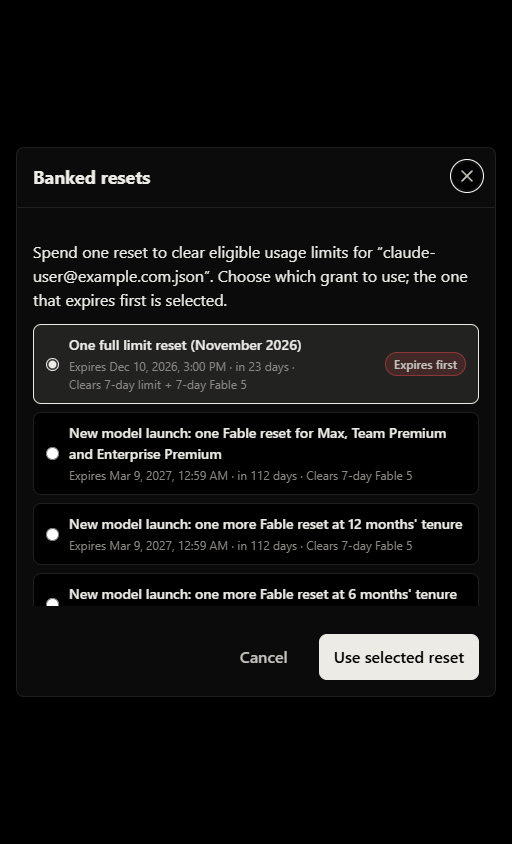 Banked resets
Spend one reset to clear eligible usage limits for “claude-
user@example.com.json”. Choose which grant to use; the one
that expires first is selected.
One full limit reset (November 2026)
Expires Dec 10, 2026, 3:00 PM · in 23 days ·
Clears 7-day limit + 7-day Fable 5
Expires first
New model launch: one Fable reset for Max, Team Premium
and Enterprise Premium
Expires Mar 9, 2027, 12:59 AM · in 112 days · Clears 7-day Fable 5
New model launch: one more Fable reset at 12 months' tenure
Expires Mar 9, 2027, 12:59 AM · in 112 days · Clears 7-day Fable 5
New model launch: one more Fable reset at 6 months' tenure
Cancel
Use selected reset